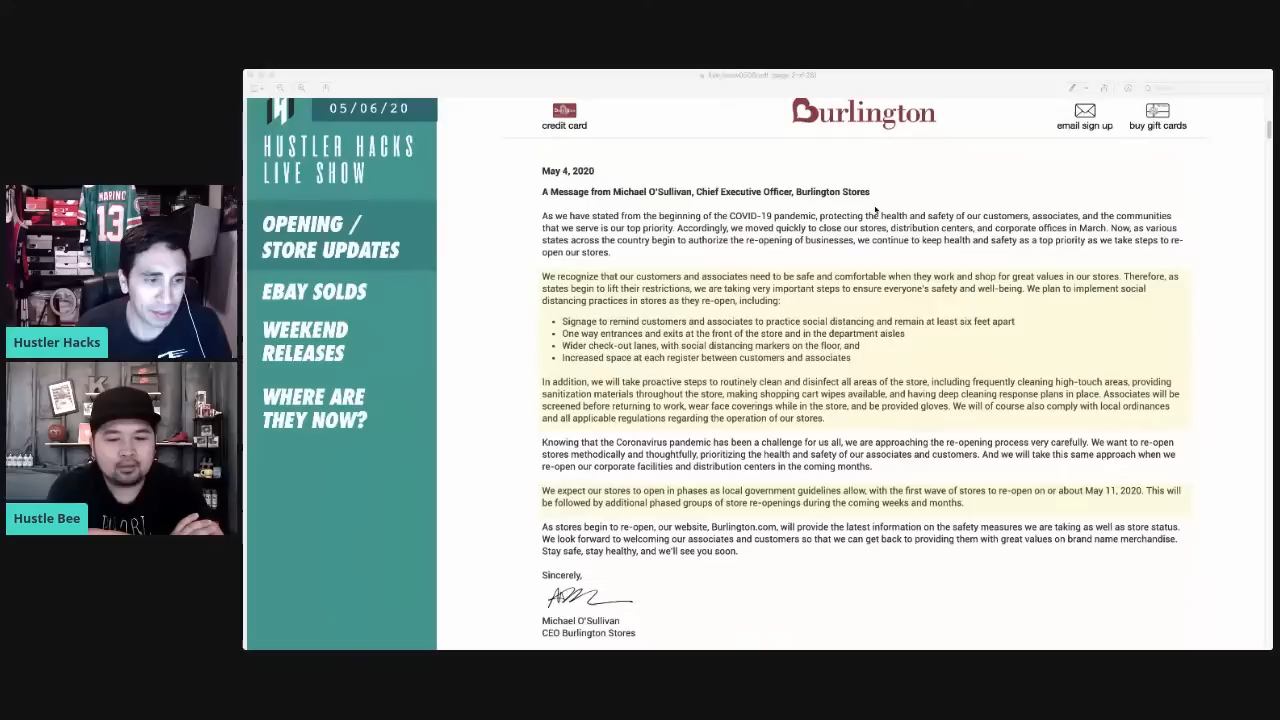 05/06/20
HUSTLER HACKS
LIVE SHOW
OPENING /
STORE UPDATES
EBAY SOLDS
WEEKEND
RELEASES
WHERE ARE
THEY NOW?
MARINO
13
Hustler Hacks
Hustle Bee
credit card
Burlington
email sign up
buy gift cards
May 4, 2020
A Message from Michael O'Sullivan, Chief Executive Officer, Burlington Stores
As we have stated from the beginning of the COVID-19 pandemic, protecting the health and safety of our customers, associates, and the communities
that we serve is our top priority. Accordingly, we moved quickly to close our stores, distribution centers, and corporate offices in March. Now, as various
states across the country begin to authorize the re-opening of businesses, we continue to keep health and safety as a top priority as we take steps to re-
open our stores.
We recognize that our customers and associates need to be safe and comfortable when they work and shop for great values in our stores. Therefore, as
states begin to lift their restrictions, we are taking very important steps to ensure everyone's safety and well-being. We plan to implement social
distancing practices in stores as they re-open, including:
• Signage to remind customers and associates to practice social distancing and remain at least six feet apart
• One way entrances and exits at the front of the store and in the department aisles
• Wider check-out lanes, with social distancing markers on the floor, and
• Increased space at each register between customers and associates
In addition, we will take proactive steps to routinely clean and disinfect all areas of the store, including frequently cleaning high-touch areas, providing
sanitization materials throughout the store, making shopping cart wipes available, and having deep cleaning response plans in place. Associates will be
screened before returning to work, wear face coverings while in the store, and be provided gloves. We will of course also comply with local ordinances
and all applicable regulations regarding the operation of our stores.
Knowing that the Coronavirus pandemic has been a challenge for us all, we are approaching the re-opening process very carefully. We want to re-open
stores methodically and thoughtfully, prioritizing the health and safety of our associates and customers. And we will take this same approach when we
re-open our corporate facilities and distribution centers in the coming months.
We expect our stores to open in phases as local government guidelines allow, with the first wave of stores to re-open on or about May 11, 2020. This will
be followed by additional phased groups of store re-openings during the coming weeks and months.
As stores begin to re-open, our website, Burlington.com, will provide the latest information on the safety measures we are taking as well as store status.
We look forward to welcoming our associates and customers so that we can get back to providing them with great values on brand name merchandise.
Stay safe, stay healthy, and we'll see you soon.
Sincerely,
Michael O'Sullivan
CEO Burlington Stores